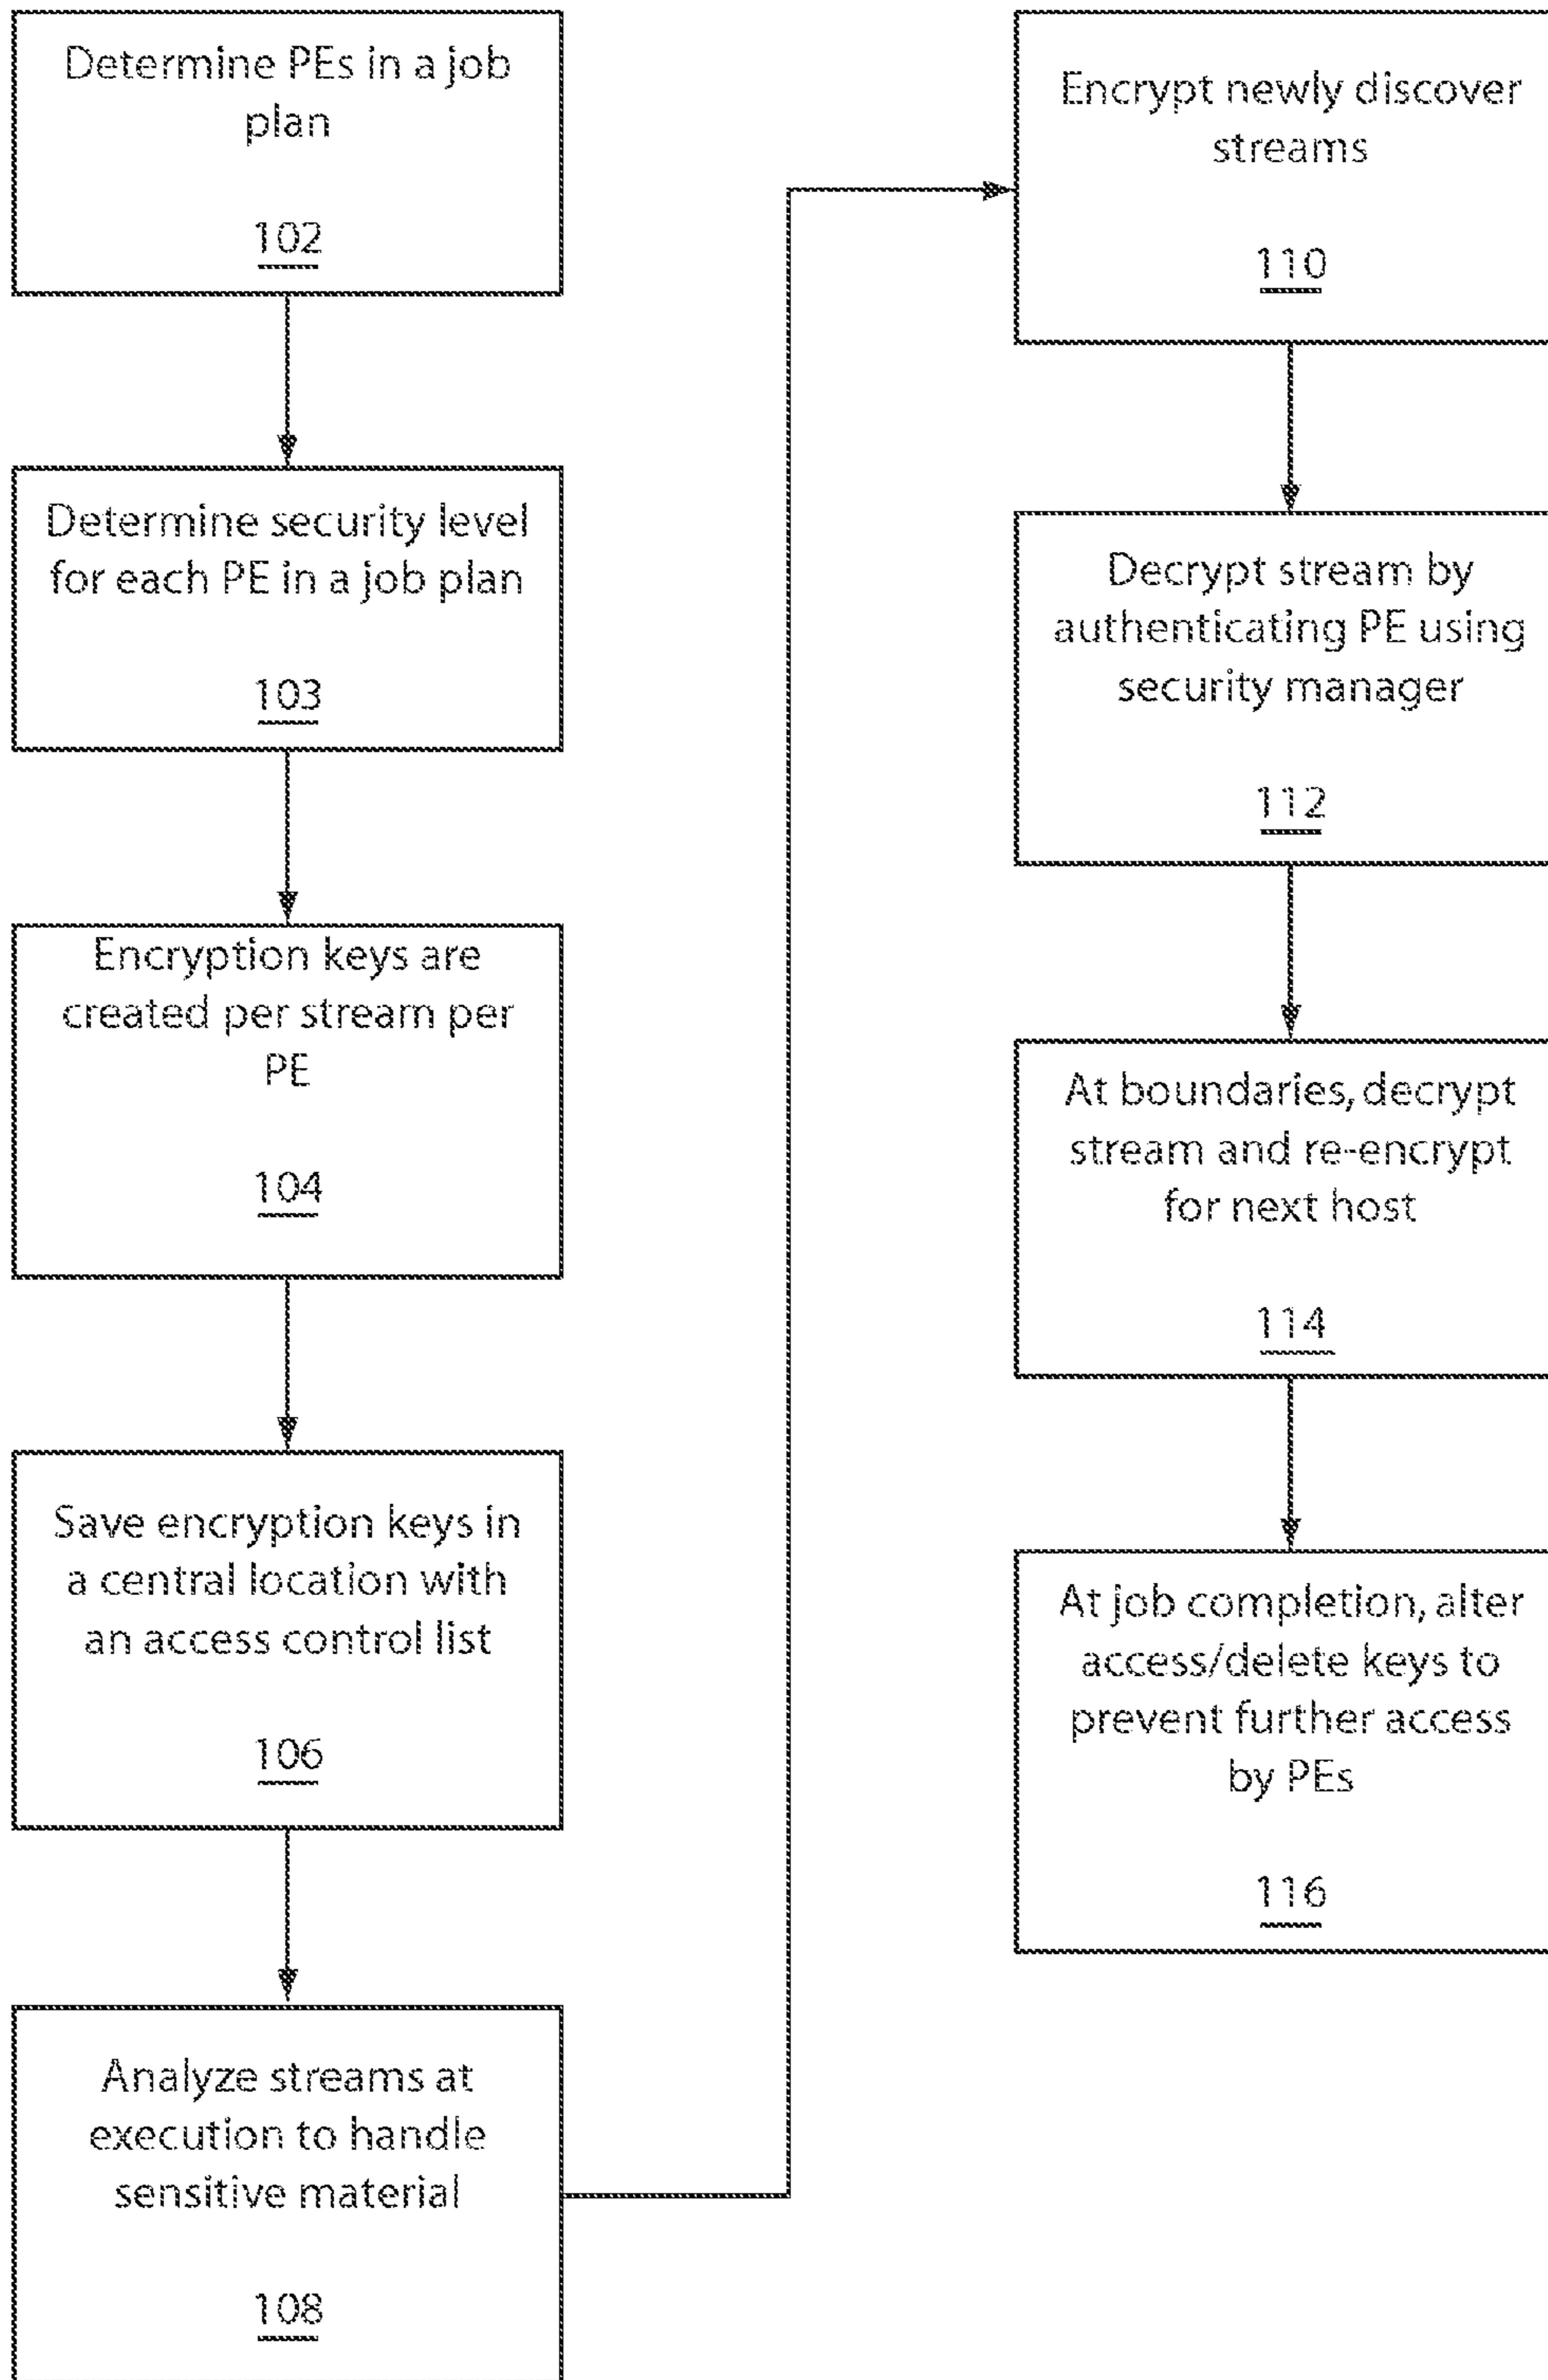 Determine PEs in a job
plan
102
Determine security level
for each PE in a job plan
103
Encryption keys are
created per stream per
PE
104
Save encryption keys in
a central location with
an access control list
106
Analyze streams at
execution to handle
sensitive material
108
Encrypt newly discover
streams
110
Decrypt stream by
authenticating PE using
security manager
112
At boundaries, decrypt
stream and re-encrypt
for next host
114
At job completion, alter
access/delete keys to
prevent further access
by PEs
116